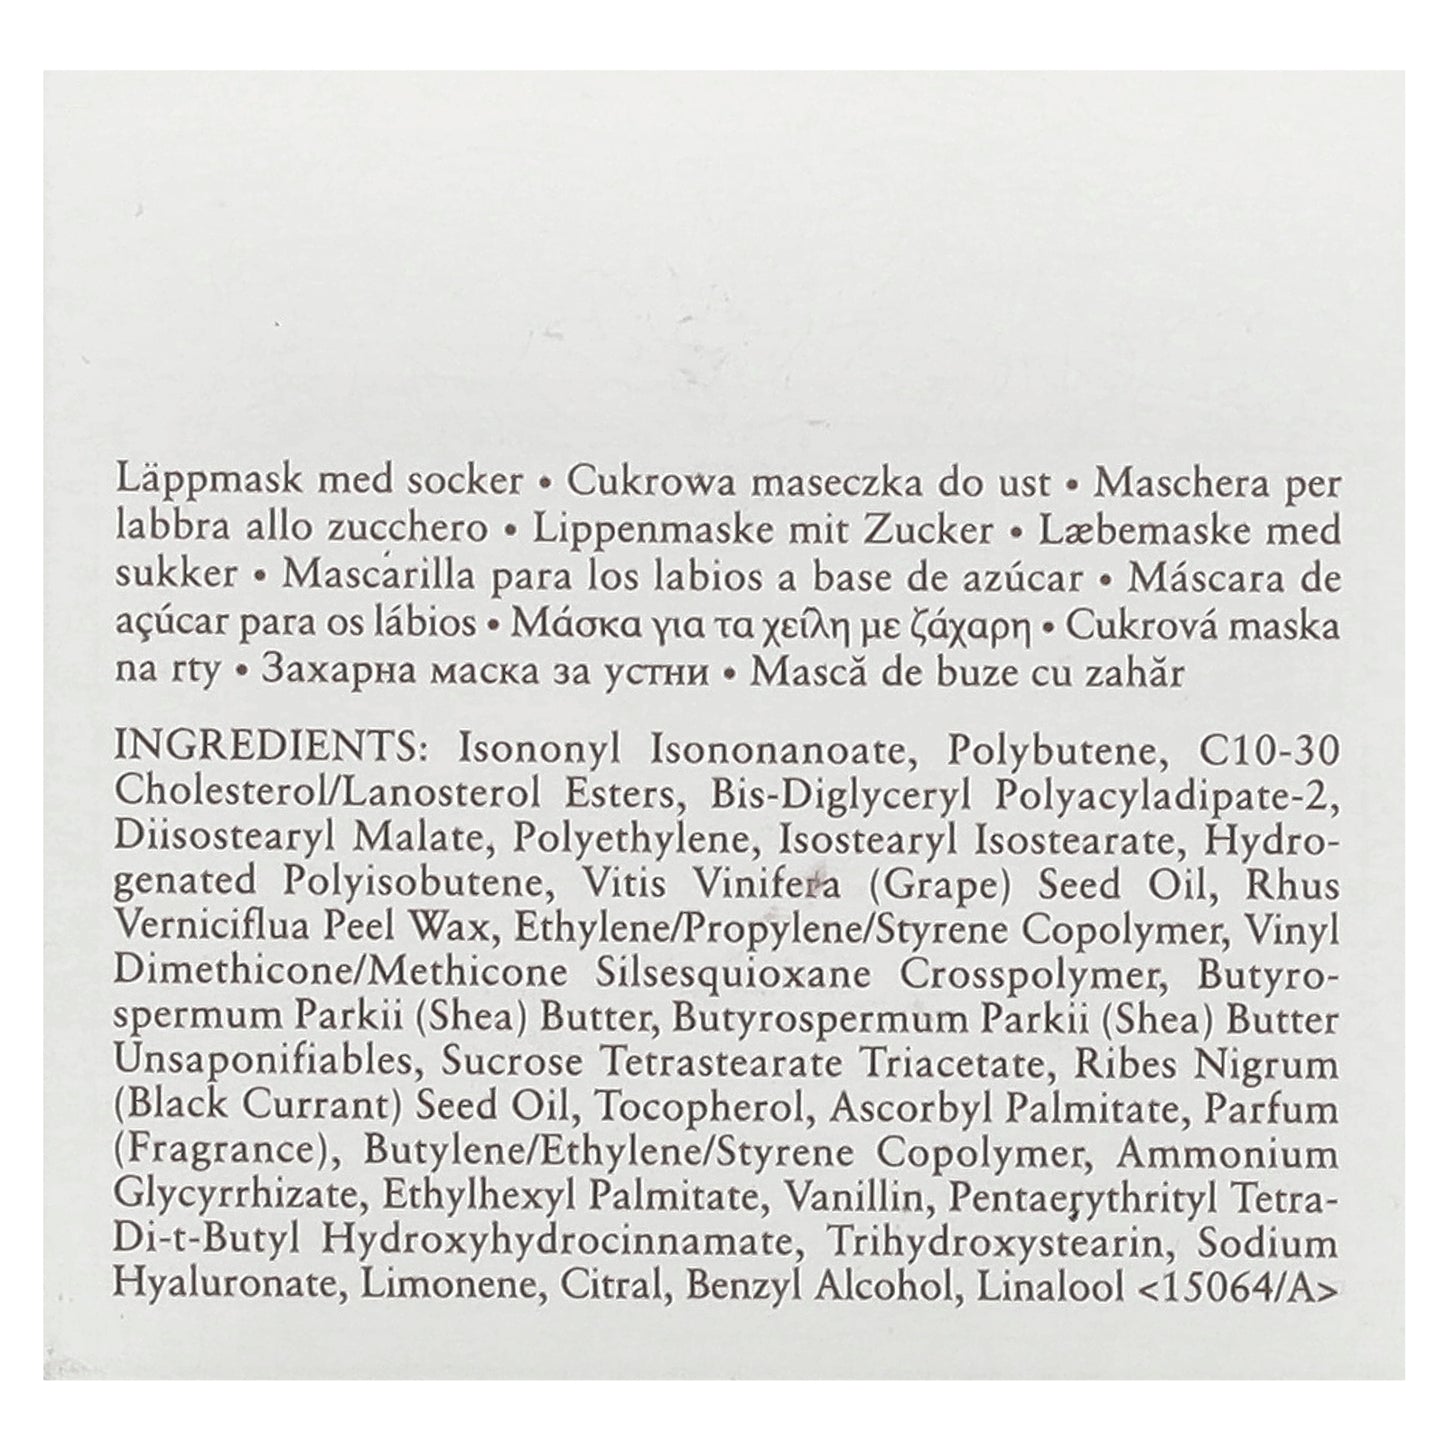 Läppmask med socker • Cukrowa maseczka do ust • Maschera per
labbra allo zucchero • Lippenmaske mit Zucker • Læbemaske med
sukker • Mascarilla para los labios a base de azúcar • Máscara de
açúcar para os lábios • Μάσκα για τα χείλη με ζάχαρη • Cukrová maska
na rty • Захарна маска за устни • Mască de buze cu zahăr
INGREDIENTS: Isononyl Isononanoate, Polybutene, C10-30
Cholesterol/Lanosterol Esters, Bis-Diglyceryl Polyacyladipate-2,
Diisostearyl Malate, Polyethylene, Isostearyl Isostearate, Hydro-
genated Polyisobutene, Vitis Vinifera (Grape) Seed Oil, Rhus
Verniciflua Peel Wax, Ethylene/Propylene/Styrene Copolymer, Vinyl
Dimethicone/Methicone Silsesquioxane Crosspolymer, Butyro-
spermum Parkii (Shea) Butter, Butyrospermum Parkii (Shea) Butter
Unsaponifiables, Sucrose Tetrastearate Triacetate, Ribes Nigrum
(Black Currant) Seed Oil, Tocopherol, Ascorbyl Palmitate, Parfum
(Fragrance), Butylene/Ethylene/Styrene Copolymer, Ammonium
Glycyrrhizate, Ethylhexyl Palmitate, Vanillin, Pentaerythrityl Tetra-
Di-t-Butyl Hydroxyhydrocinnamate, Trihydroxystearin, Sodium
Hyaluronate, Limonene, Citral, Benzyl Alcohol, Linalool <15064/A>